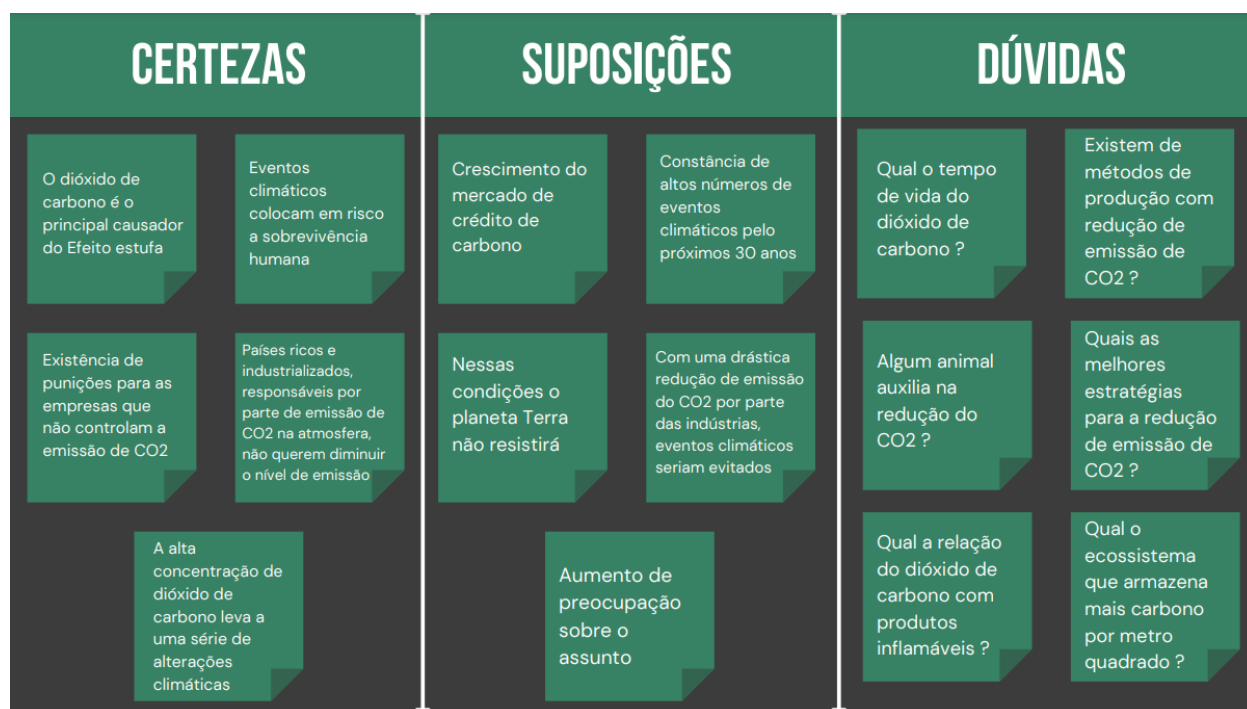 CERTEZAS
O dióxido de
carbono é o
principal causador
do Efeito estufa
Eventos
climáticos
colocam em risco
a sobrevivência
humana
Existência de
punições para as
empresas que
não controlam a
emissão de CO2
Países ricos e
industrializados,
responsáveis por
parte de emissão de
CO2 na atmosfera,
não querem diminuir
o nível de emissão
A alta
concentração de
dióxido de
carbono leva a
uma série de
alterações
climáticas
SUPOSIÇÕES
Crescimento do
mercado de
crédito de
carbono
Constância de
altos números de
eventos
climáticos pelo
próximos 30 anos
Nessas
condições o
planeta Terra
não resistirá
Com uma drástica
redução de emissão
do CO2 por parte
das indústrias,
eventos climáticos
seriam evitados
Aumento de
preocupação
sobre o
assunto
DÚVIDAS
Qual o tempo
de vida do
dióxido de
carbono ?
Existem de
métodos de
produção com
redução de
emissão de
CO2 ?
Algum animal
auxilia na
redução do
CO2 ?
Quais as
melhores
estratégias
para a redução
de emissão de
CO2 ?
Qual a relação
do dióxido de
carbono com
produtos
inflamáveis ?
Qual o
ecossistema
que armazena
mais carbono
por metro
quadrado ?